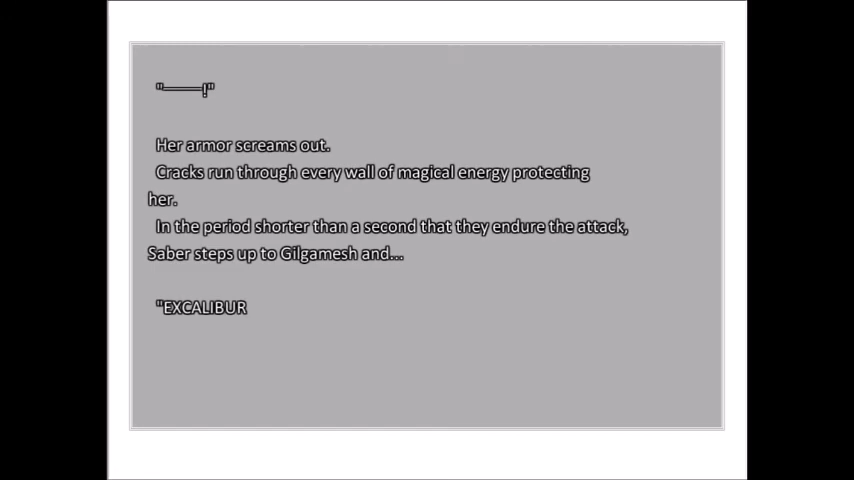 "―――!"
Her armor screams out.
Cracks run through every wall of magical energy protecting
her.
In the period shorter than a second that they endure the attack,
Saber steps up to Gilgamesh and...
"EXCALIBUR